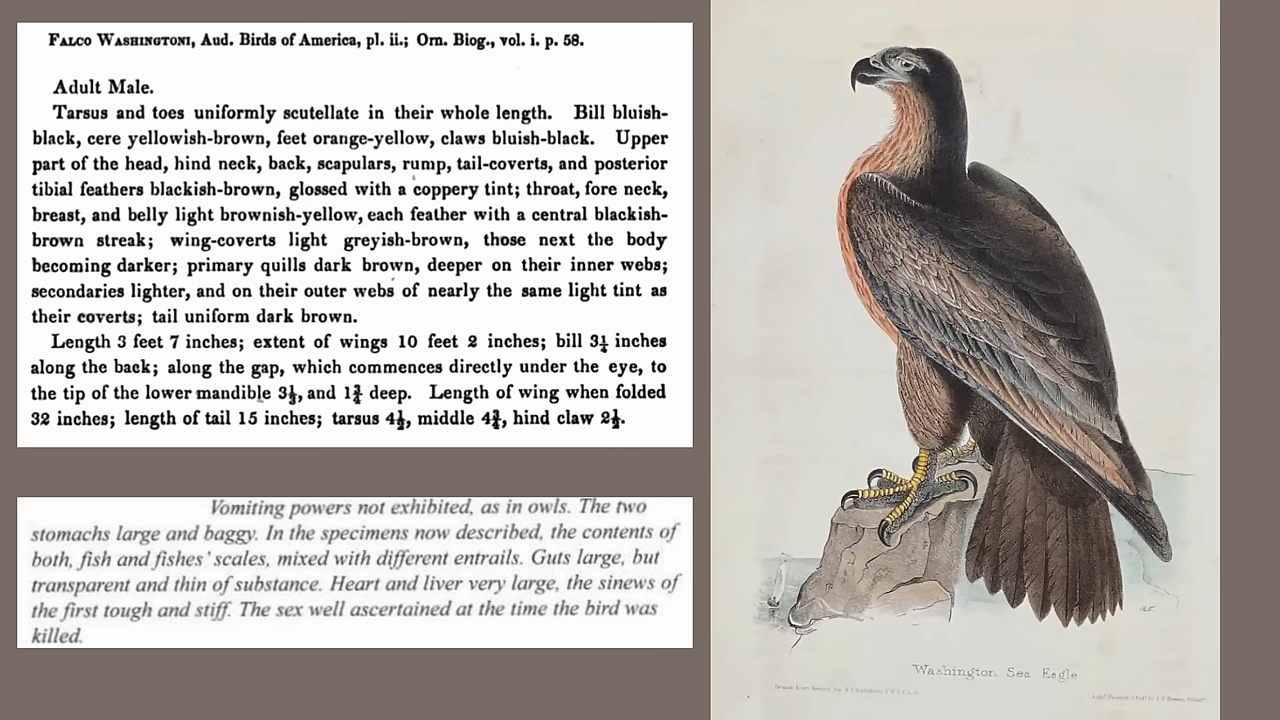 FALCO WASHINGTONI, Aud. Birds of America, pl. ii.; Orn. Biog., vol. i. p. 58.
Adult Male.
Tarsus and toes uniformly scutellate in their whole length. Bill bluish-
black, cere yellowish-brown, feet orange-yellow, claws bluish-black. Upper
part of the head, hind neck, back, scapulars, rump, tail-coverts, and posterior
tibial feathers blackish-brown, glossed with a coppery tint; throat, fore neck,
breast, and belly light brownish-yellow, each feather with a central blackish-
brown streak; wing-coverts light greyish-brown, those next the body
becoming darker; primary quills dark brown, deeper on their inner webs;
secondaries lighter, and on their outer webs of nearly the same light tint as
their coverts; tail uniform dark brown.
Length 3 feet 7 inches; extent of wings 10 feet 2 inches; bill 3¼ inches
along the back; along the gap, which commences directly under the eye, to
the tip of the lower mandible 3⅓, and 1¾ deep. Length of wing when folded
32 inches; length of tail 15 inches; tarsus 4½, middle 4¾, hind claw 2½.
Vomiting powers not exhibited, as in owls. The two
stomachs large and baggy. In the specimens now described, the contents of
both, fish and fishes' scales, mixed with different entrails. Guts large, but
transparent and thin of substance. Heart and liver very large, the sinews of
the first tough and stiff. The sex well ascertained at the time the bird was
killed.
Washington Sea Eagle
Drawn from Nature by J.J. Audubon F.R.S.F.L.S.